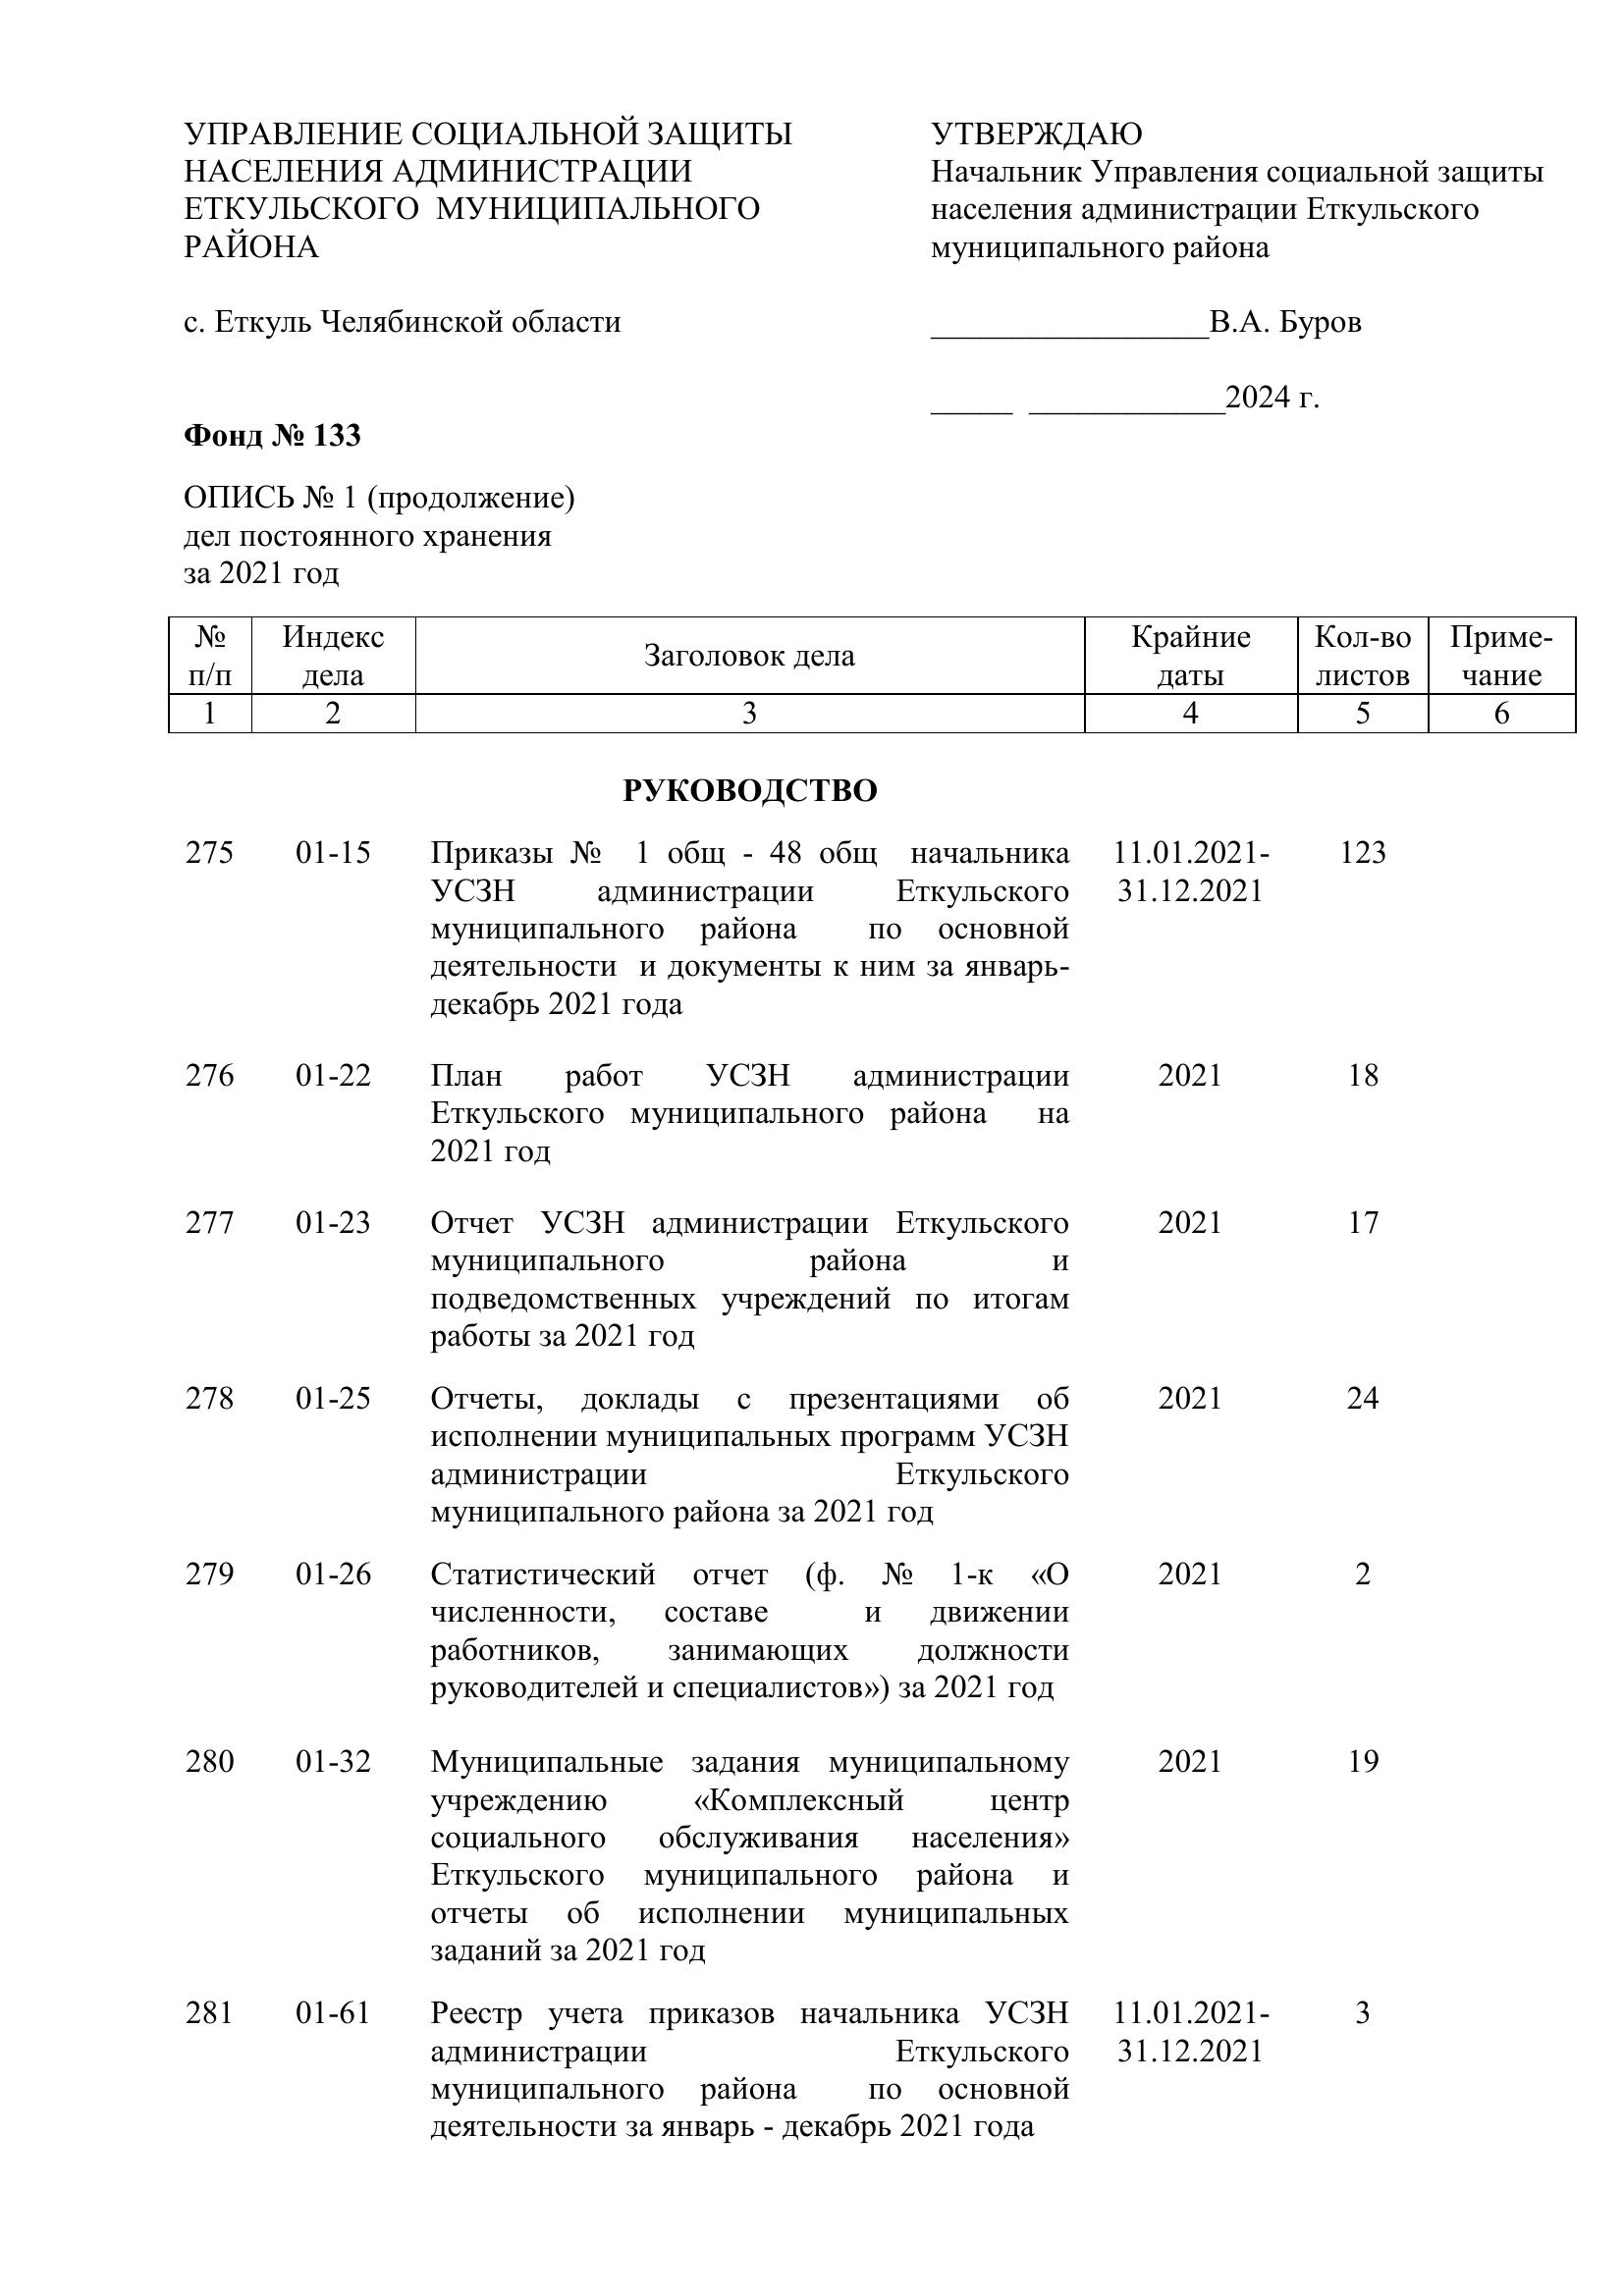 УПРАВЛЕНИЕ СОЦИАЛЬНОЙ ЗАЩИТЫ
НАСЕЛЕНИЯ АДМИНИСТРАЦИИ
ЕТКУЛЬСКОГО  МУНИЦИПАЛЬНОГО
РАЙОНА
с. Еткуль Челябинской области
УТВЕРЖДАЮ
Начальник Управления социальной защиты
населения администрации Еткульского
муниципального района
_________________В.А. Буров
_____ ____________2024 г.
Фонд № 133
ОПИСЬ № 1 (продолжение)
дел постоянного хранения
за 2021 год
№ п/п Индекс дела Заголовок дела Крайние даты Кол-во листов Приме-чание
1 2 3 4 5 6
РУКОВОДСТВО
275 01-15 Приказы № 1 общ - 48 общ начальника 11.01.2021- 123
УСЗН администрации Еткульского 31.12.2021
муниципального района по основной
деятельности и документы к ним за январь-
декабрь 2021 года
276 01-22 План работ УСЗН администрации 2021 18
Еткульского муниципального района на
2021 год
277 01-23 Отчет УСЗН администрации Еткульского 2021 17
муниципального района и
подведомственных учреждений по итогам
работы за 2021 год
278 01-25 Отчеты, доклады с презентациями об 2021 24
исполнении муниципальных программ УСЗН
администрации Еткульского
муниципального района за 2021 год
279 01-26 Статистический отчет (ф. № 1-к «О 2021 2
численности, составе и движении
работников, занимающих должности
руководителей и специалистов») за 2021 год
280 01-32 Муниципальные задания муниципальному 2021 19
учреждению «Комплексный центр
социального обслуживания населения»
Еткульского муниципального района и
отчеты об исполнении муниципальных
заданий за 2021 год
281 01-61 Реестр учета приказов начальника УСЗН 11.01.2021- 3
администрации Еткульского 31.12.2021
муниципального района по основной
деятельности за январь - декабрь 2021 года